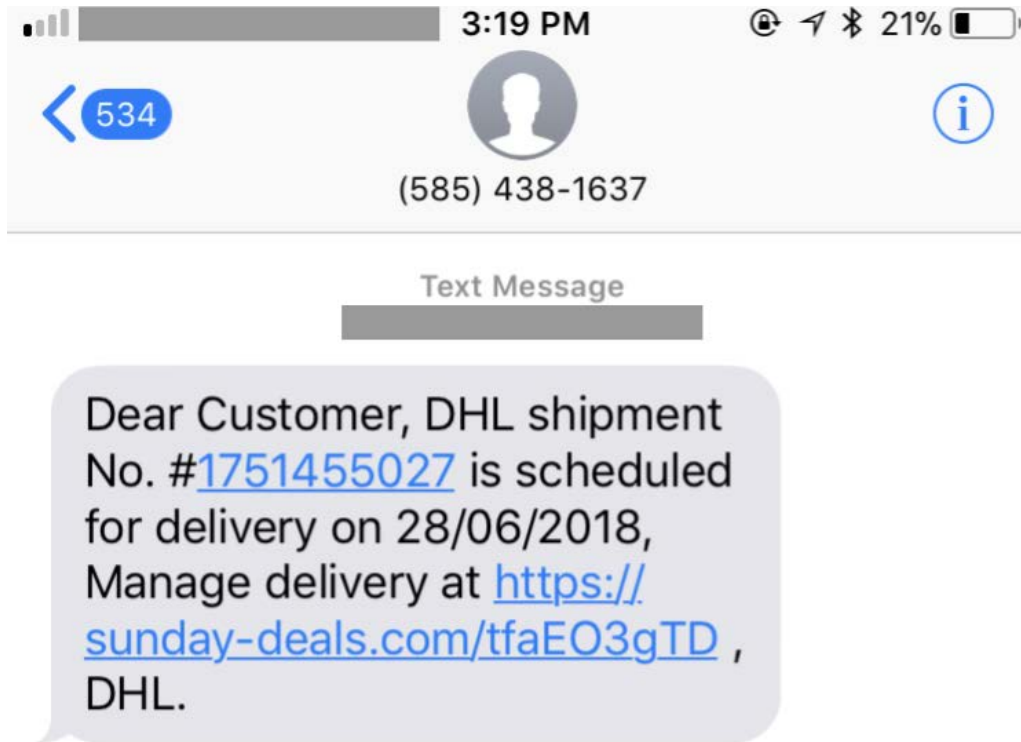 3:19 PM
21%
534
i
(585) 438-1637
Text Message
Dear Customer, DHL shipment
No. #1751455027 is scheduled
for delivery on 28/06/2018,
Manage delivery at https://
sunday-deals.com/tfaEO3gTD ,
DHL.